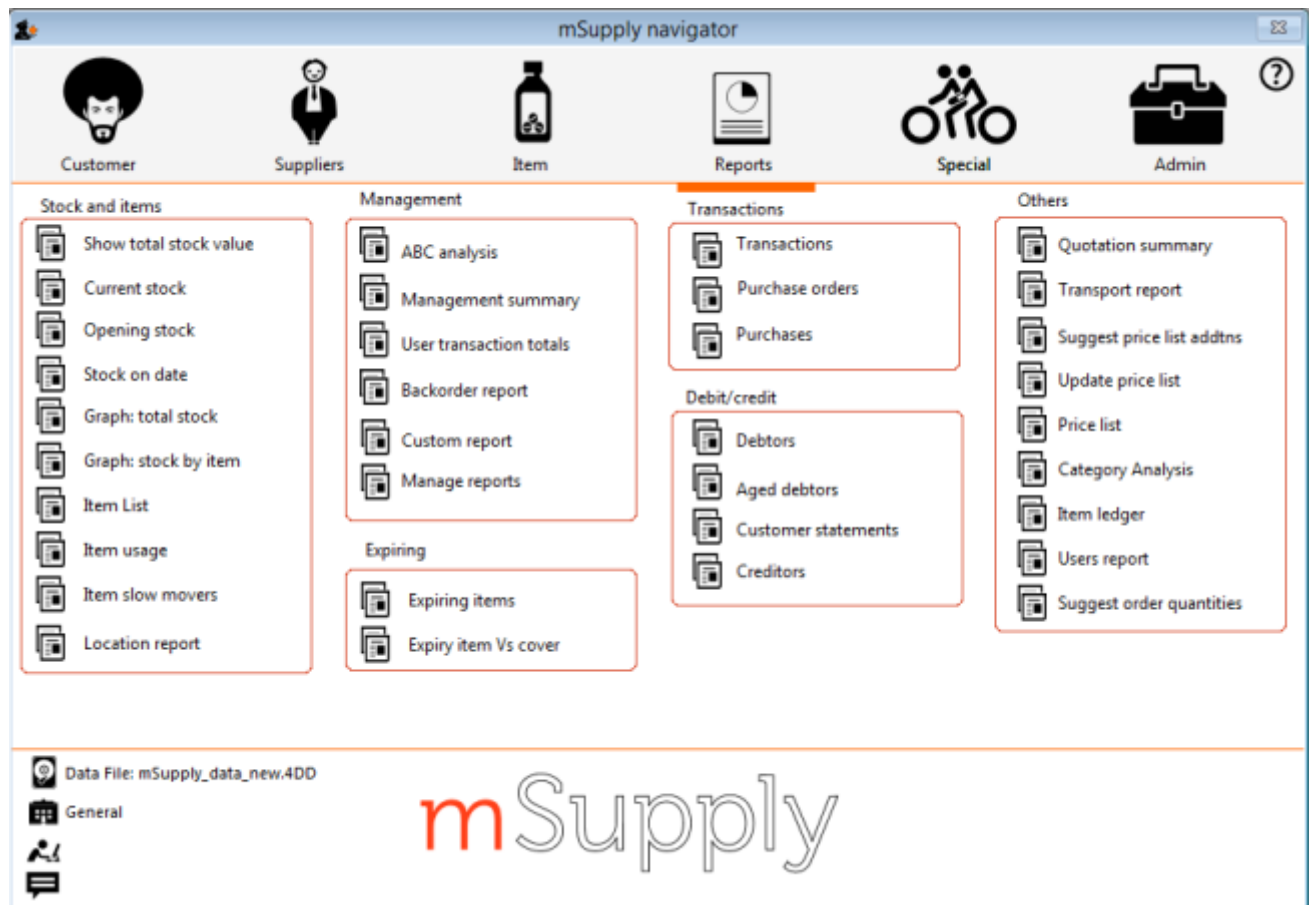 mSupply navigator
Customer
Suppliers
Item
Reports
Special
Admin
?
Stock and items
Show total stock value
Current stock
Opening stock
Stock on date
Graph: total stock
Graph: stock by item
Item List
Item usage
Item slow movers
Location report
Management
ABC analysis
Management summary
User transaction totals
Backorder report
Custom report
Manage reports
Expiring
Expiring items
Expiry item Vs cover
Transactions
Transactions
Purchase orders
Purchases
Debit/credit
Debtors
Aged debtors
Customer statements
Creditors
Others
Quotation summary
Transport report
Suggest price list addtns
Update price list
Price list
Category Analysis
Item ledger
Users report
Suggest order quantities
Data File: mSupply_data_new.4DD
General
mSupply